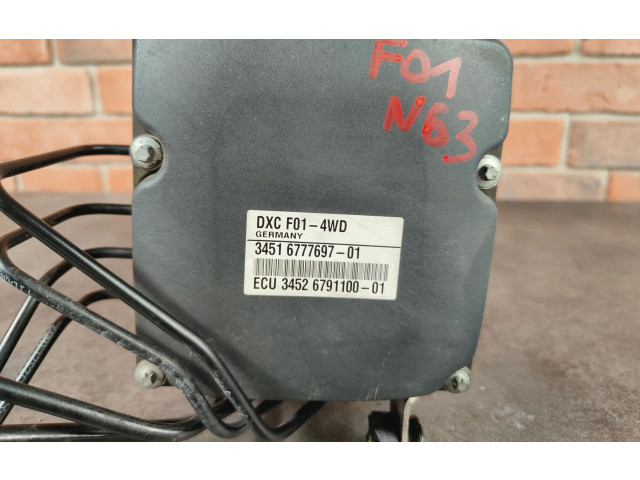 F01
N63
DXC F01-4WD
GERMANY
3451 6777697-01
ECU 3452 6791100-01